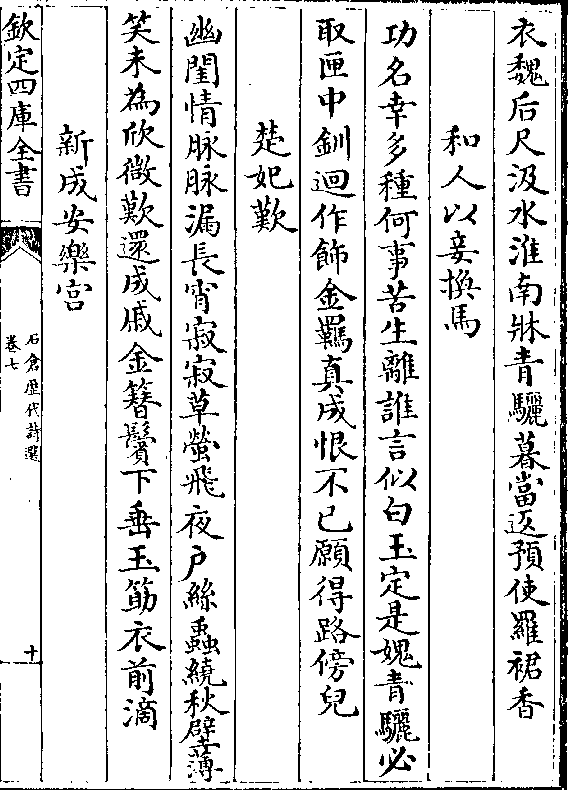 衣魏后尺汲水淮南牀青驪暮當返預使羅裙香
和人以妾換馬
功名幸多種何事苦生離誰言似白玉定是媿青驪必
取匣中釧迴作飾金羈真成恨不已願得路傍兒
楚妃歎
幽閨情脉脉漏長宵寂寂草螢飛夜户絲蟲繞秋壁薄
笑未為欣微歎還成戚金簪鬢下垂玉筯衣前滴
新成安樂宫
欽定四庫全書
石倉歴代詩選
卷七
十